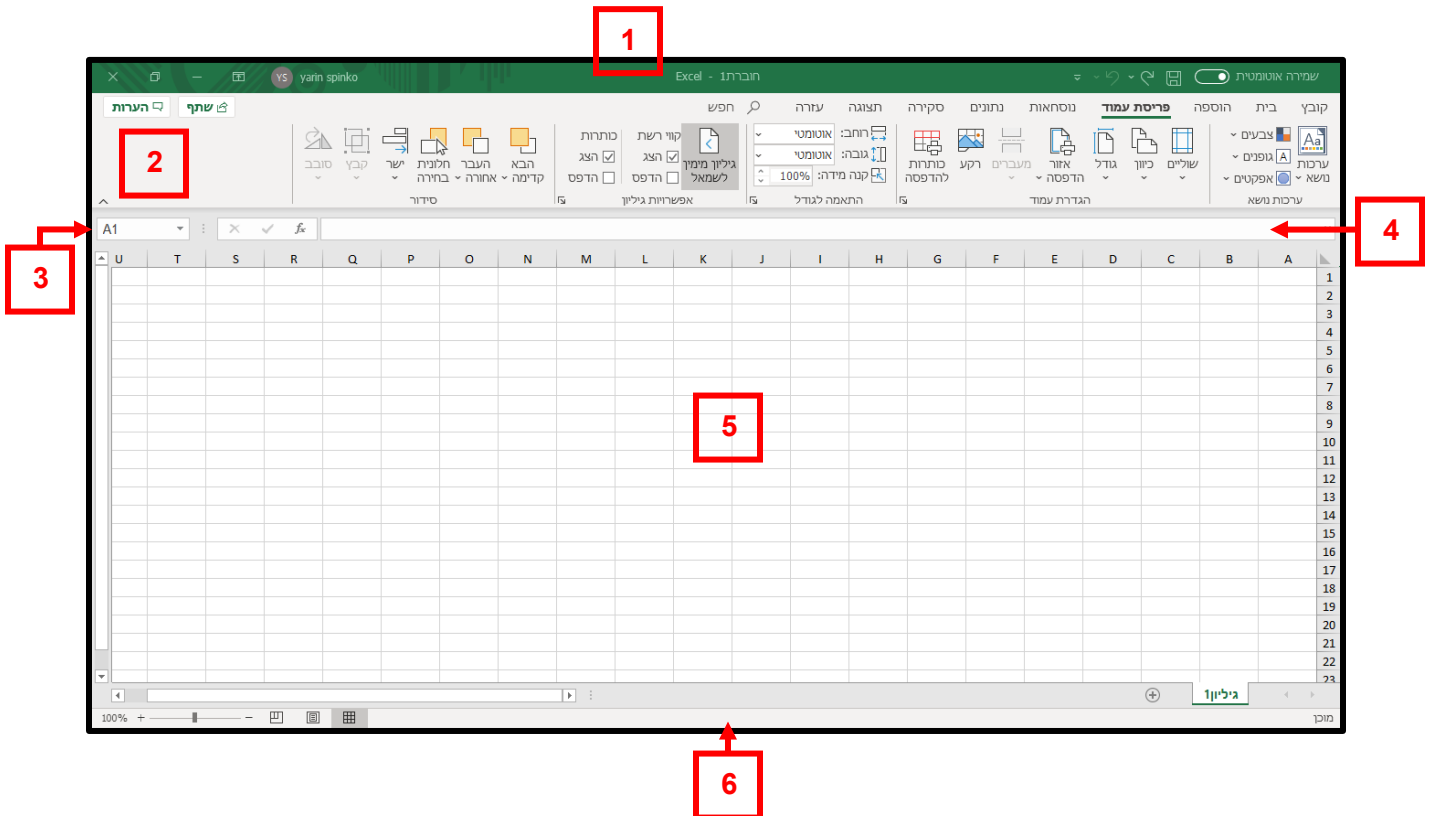 1
שמירה אוטומטית
חוברת1 - Excel
yarin spinko
YS
קובץ בית הוספה פריסת עמוד נוסחאות נתונים סקירה תצוגה עזרה חפש
שתף הערות
2
ערכות נושא
צבעים
גופנים
אפקטים
ערכות נושא
שוליים
כיוון
גודל
אזור הדפסה
מעברים
רקע
כותרות להדפסה
הגדרת עמוד
רוחב: אוטומטי
גובה: אוטומטי
קנה מידה: 100%
התאמה לגודל
גיליון מימין לשמאל
קווי רשת
הצג
הדפס
כותרות
הצג
הדפס
אפשרויות גיליון
הבא קדימה
העבר אחורה
חלונית בחירה
ישר
קבץ
סובב
סידור
A1
fx
3
4
U T S R Q P O N M L K J I H G F E D C B A
1
2
3
4
5
6
7
8
9
10
11
12
13
14
15
16
17
18
19
20
21
22
23
5
גיליון1
מוכן
100%
6